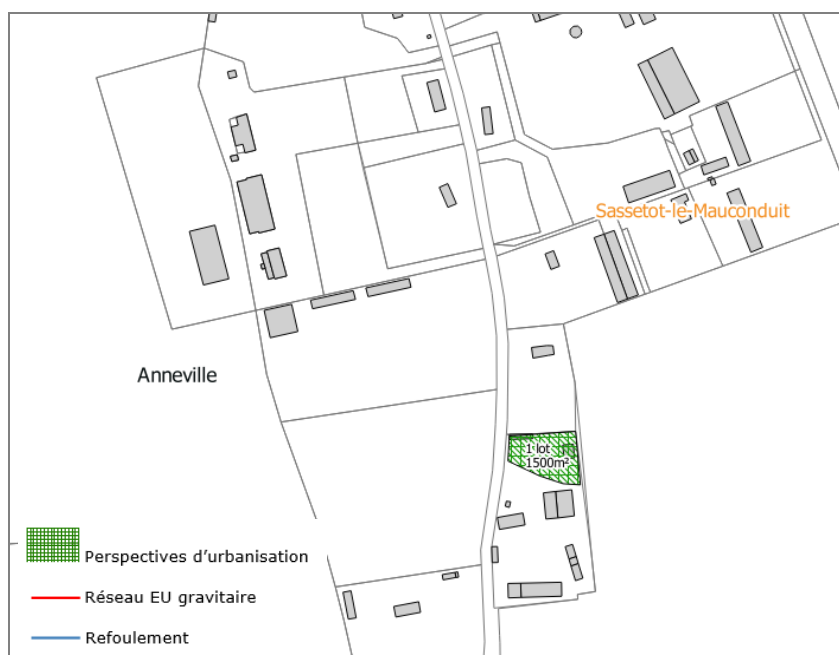 Sassetot-le-Mauconduit
Anneville
1 lot
1500m²
Perspectives d'urbanisation
Réseau EU gravitaire
Refoulement